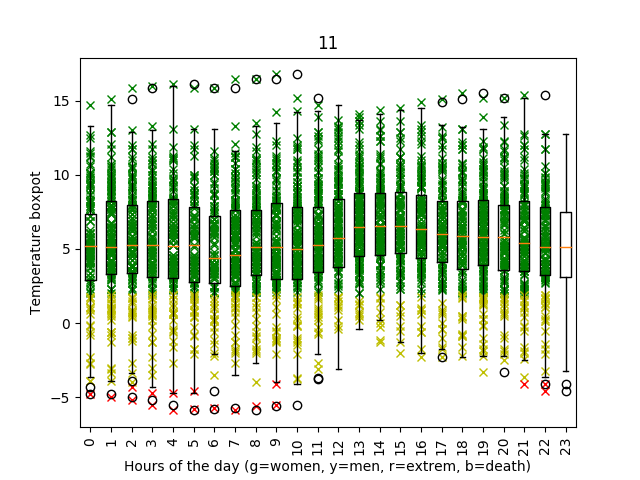 11
Temperature boxpot
15
10
5
0
−5
0 1 2 3 4 5 6 7 8 9 10 11 12 13 14 15 16 17 18 19 20 21 22 23
Hours of the day (g=women, y=men, r=extrem, b=death)